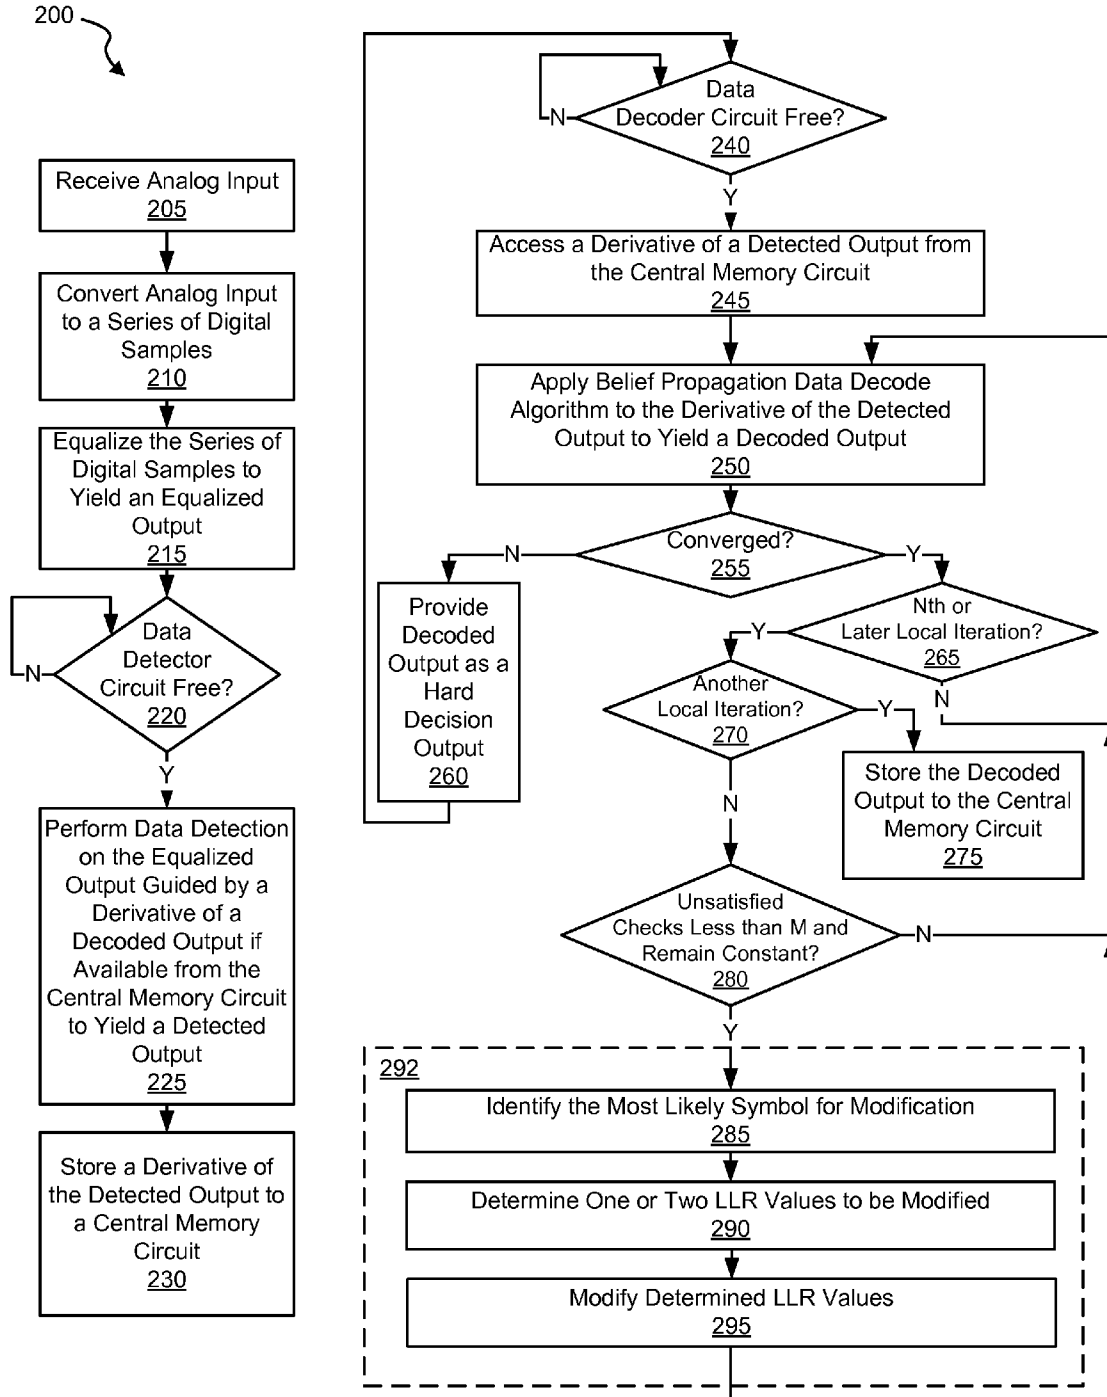 200
Receive Analog Input
205
Convert Analog Input
to a Series of Digital
Samples
210
Equalize the Series of
Digital Samples to
Yield an Equalized
Output
215
Data
Detector
Circuit Free?
220
N
Y
Perform Data Detection
on the Equalized
Output Guided by a
Derivative of a
Decoded Output if
Available from the
Central Memory Circuit
to Yield a Detected
Output
225
Store a Derivative of
the Detected Output to
a Central Memory
Circuit
230
Data
Decoder Circuit Free?
240
N
Y
Access a Derivative of a Detected Output from
the Central Memory Circuit
245
Apply Belief Propagation Data Decode
Algorithm to the Derivative of the Detected
Output to Yield a Decoded Output
250
Converged?
255
N
Y
Provide
Decoded
Output as a
Hard
Decision
Output
260
Nth or
Later Local Iteration?
265
Y
N
Another
Local Iteration?
270
Y
N
Store the Decoded
Output to the Central
Memory Circuit
275
Unsatisfied
Checks Less than M and
Remain Constant?
280
N
Y
292
Identify the Most Likely Symbol for Modification
285
Determine One or Two LLR Values to be Modified
290
Modify Determined LLR Values
295